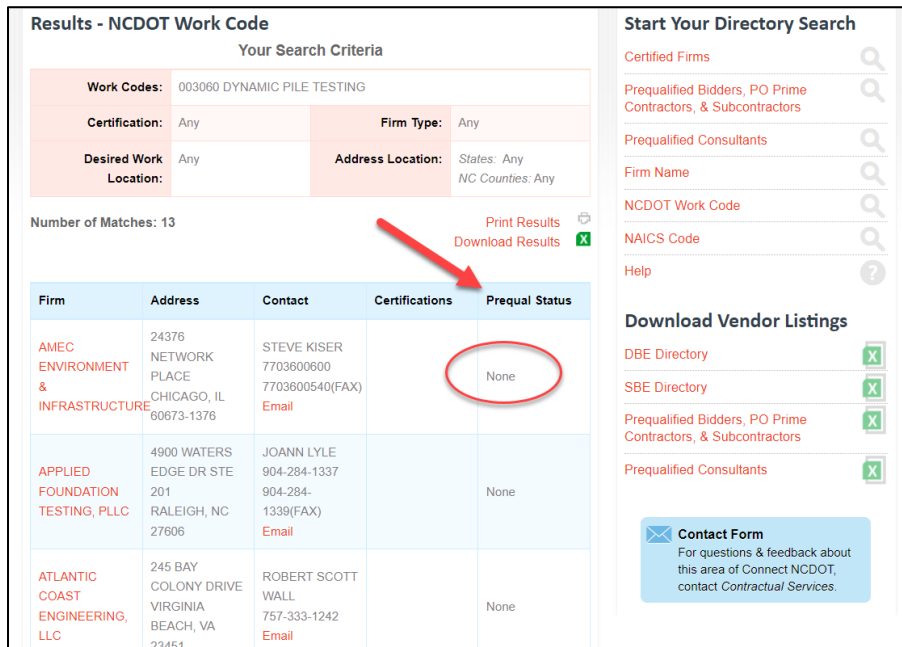 Results - NCDOT Work Code
Your Search Criteria
Work Codes: 003060 DYNAMIC PILE TESTING
Certification: Any Firm Type: Any
Desired Work Location: Any Address Location: States: Any
NC Counties: Any
Number of Matches: 13
Print Results
Download Results
Firm Address Contact Certifications Prequal Status
AMEC
ENVIRONMENT
&
INFRASTRUCTURE
24376
NETWORK
PLACE
CHICAGO, IL
60673-1376
STEVE KISER
7703600600
7703600540(FAX)
Email
None
APPLIED
FOUNDATION
TESTING, PLLC
4900 WATERS
EDGE DR STE
201
RALEIGH, NC
27606
JOANN LYLE
904-284-1337
904-284-
1339(FAX)
Email
None
ATLANTIC
COAST
ENGINEERING,
LLC
245 BAY
COLONY DRIVE
VIRGINIA
BEACH, VA
23451
ROBERT SCOTT
WALL
757-333-1242
Email
None
Start Your Directory Search
Certified Firms
Prequalified Bidders, PO Prime
Contractors, & Subcontractors
Prequalified Consultants
Firm Name
NCDOT Work Code
NAICS Code
Help
?
Download Vendor Listings
DBE Directory
X
SBE Directory
X
Prequalified Bidders, PO Prime
Contractors, & Subcontractors
X
Prequalified Consultants
X
Contact Form
For questions & feedback about
this area of Connect NCDOT,
contact Contractual Services.